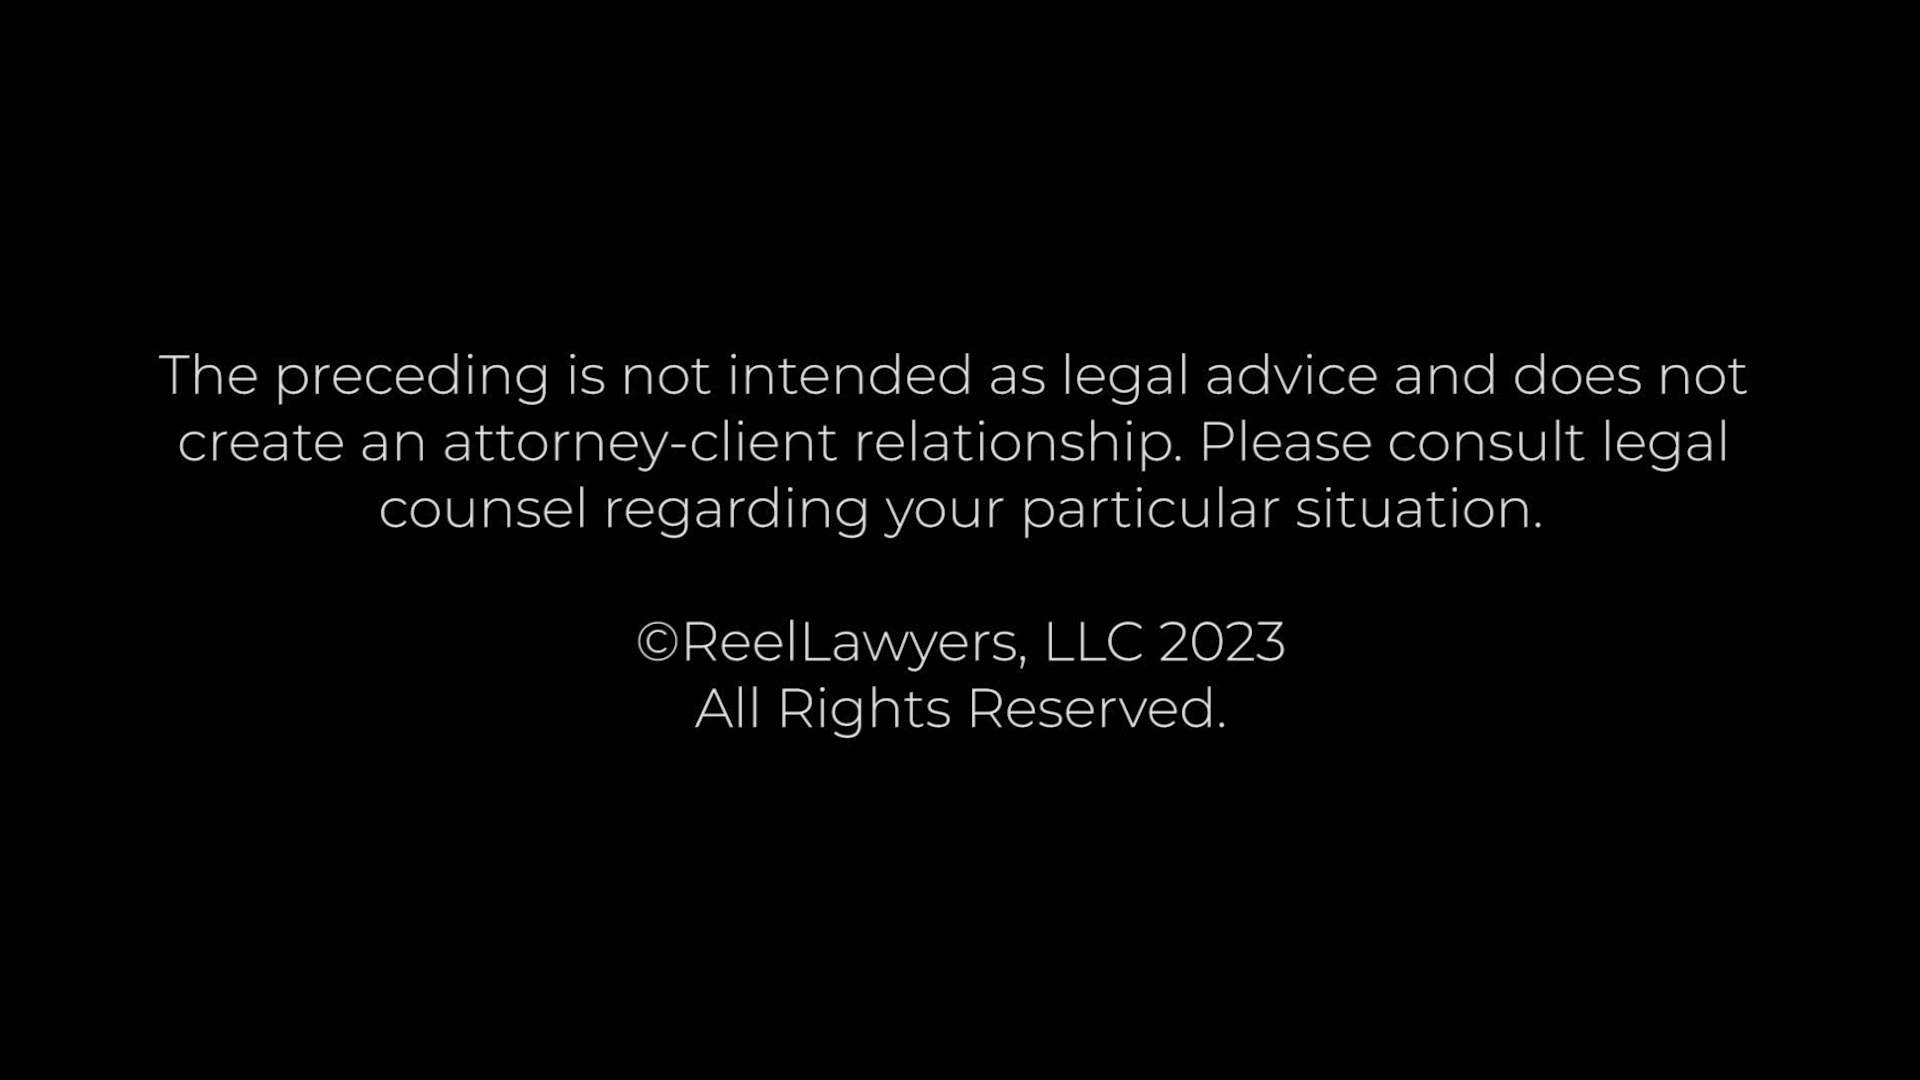 The preceding is not intended as legal advice and does not
create an attorney-client relationship. Please consult legal
counsel regarding your particular situation.
©ReelLawyers, LLC 2023
All Rights Reserved.